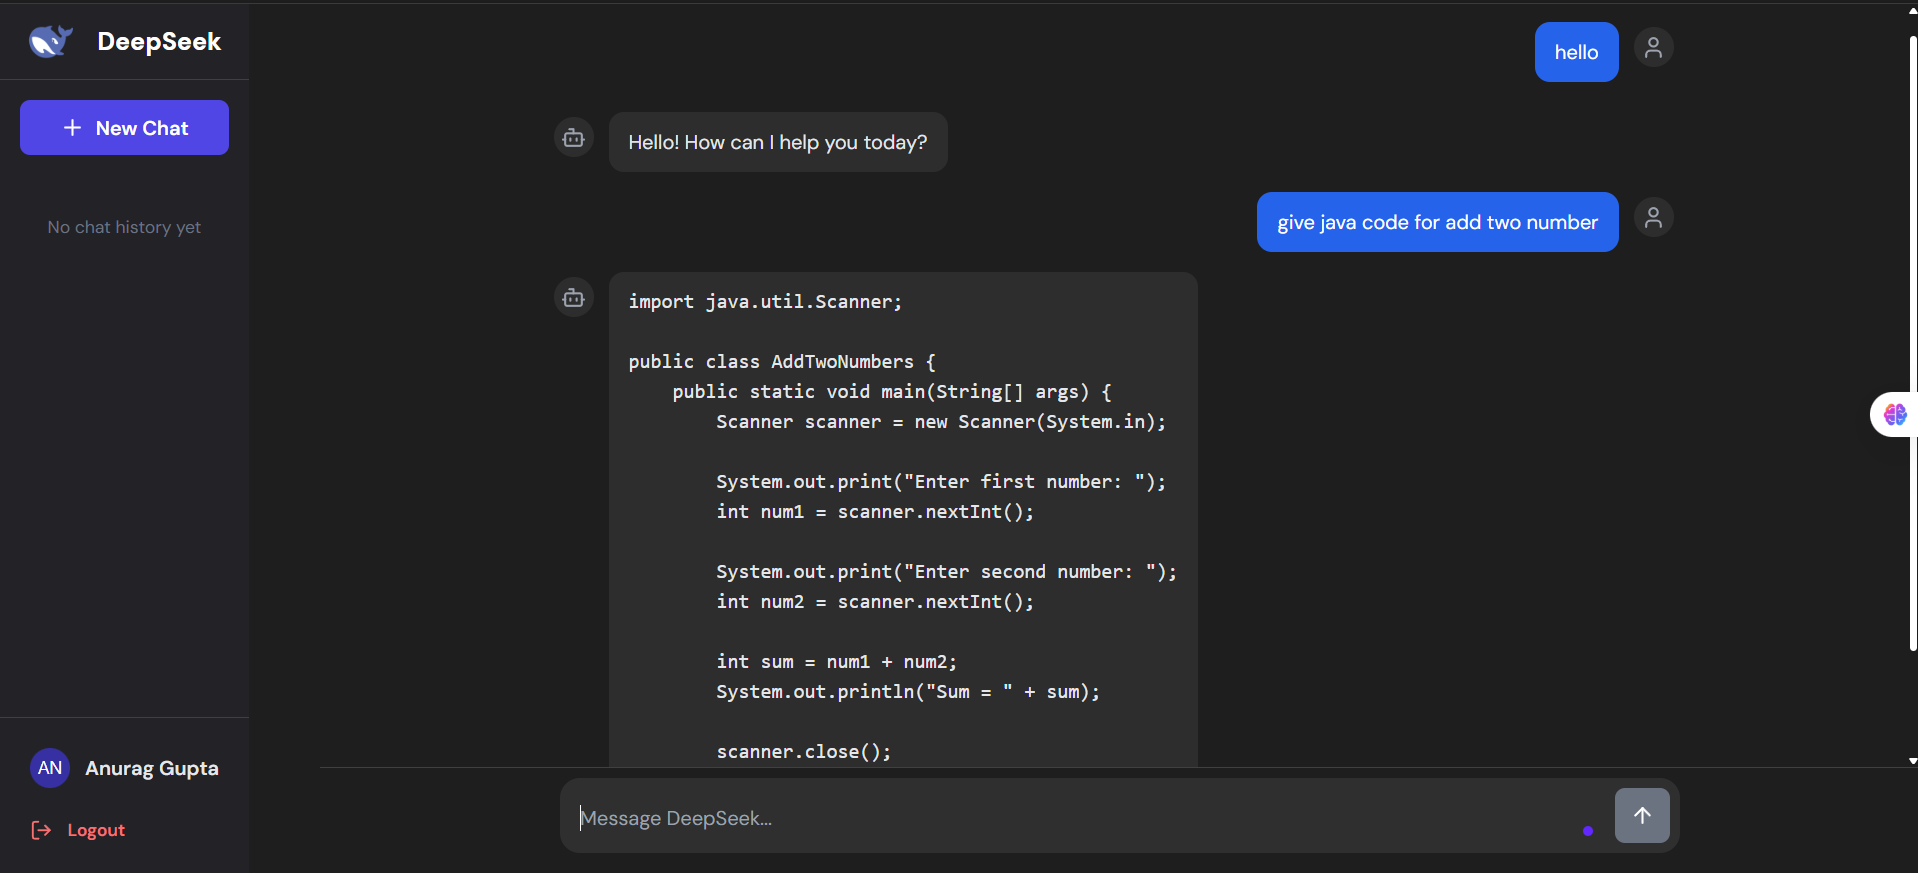 DeepSeek
New Chat
No chat history yet
Anurag Gupta
AN
Logout
hello
Hello! How can I help you today?
give java code for add two number
import java.util.Scanner;
public class AddTwoNumbers {
    public static void main(String[] args) {
        Scanner scanner = new Scanner(System.in);
        System.out.print("Enter first number: ");
        int num1 = scanner.nextInt();
        System.out.print("Enter second number: ");
        int num2 = scanner.nextInt();
        int sum = num1 + num2;
        System.out.println("Sum = " + sum);
        scanner.close();
Message DeepSeek...